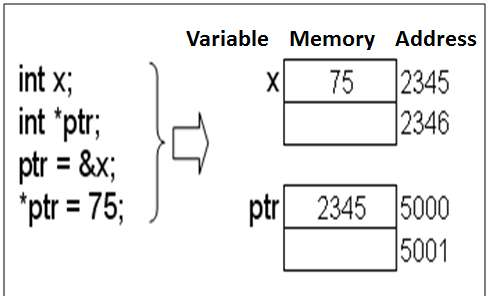 Variable Memory Address
int x;
int *ptr;
ptr = &x;
*ptr = 75;
x 75 2345
2346
ptr 2345 5000
5001